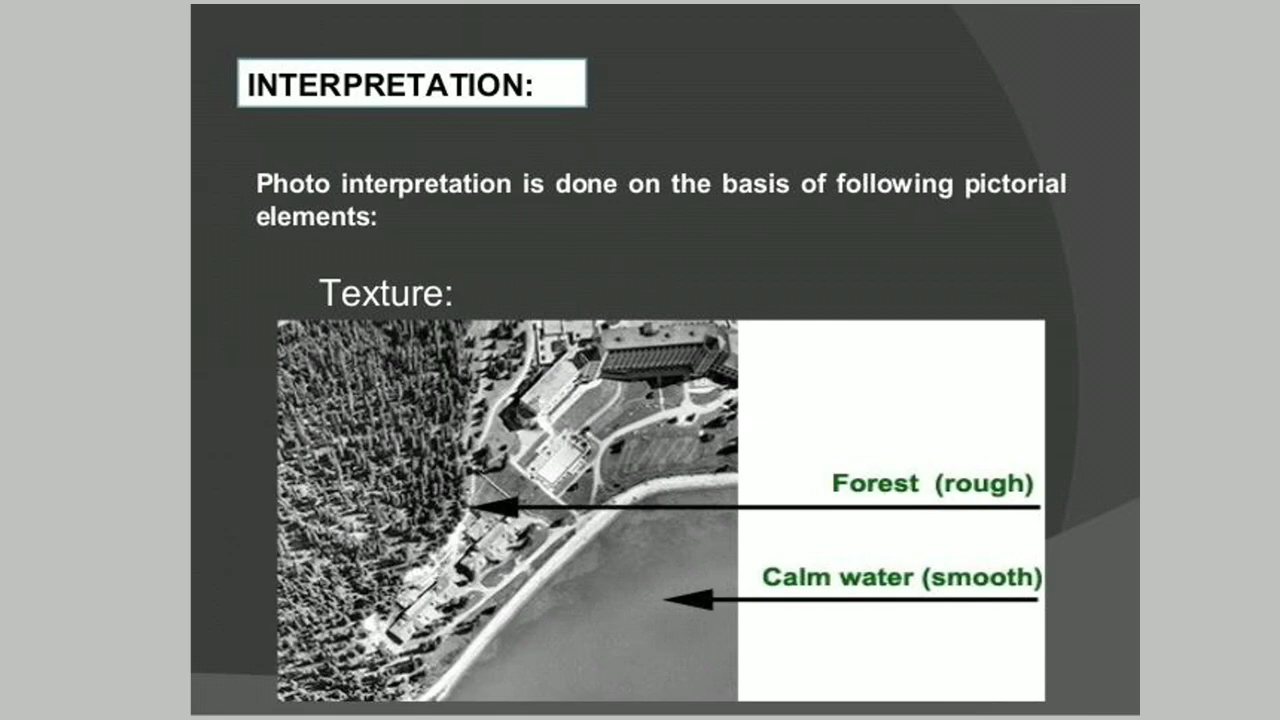 INTERPRETATION:
Photo interpretation is done on the basis of following pictorial
elements:
Texture:
Forest (rough)
Calm water (smooth)